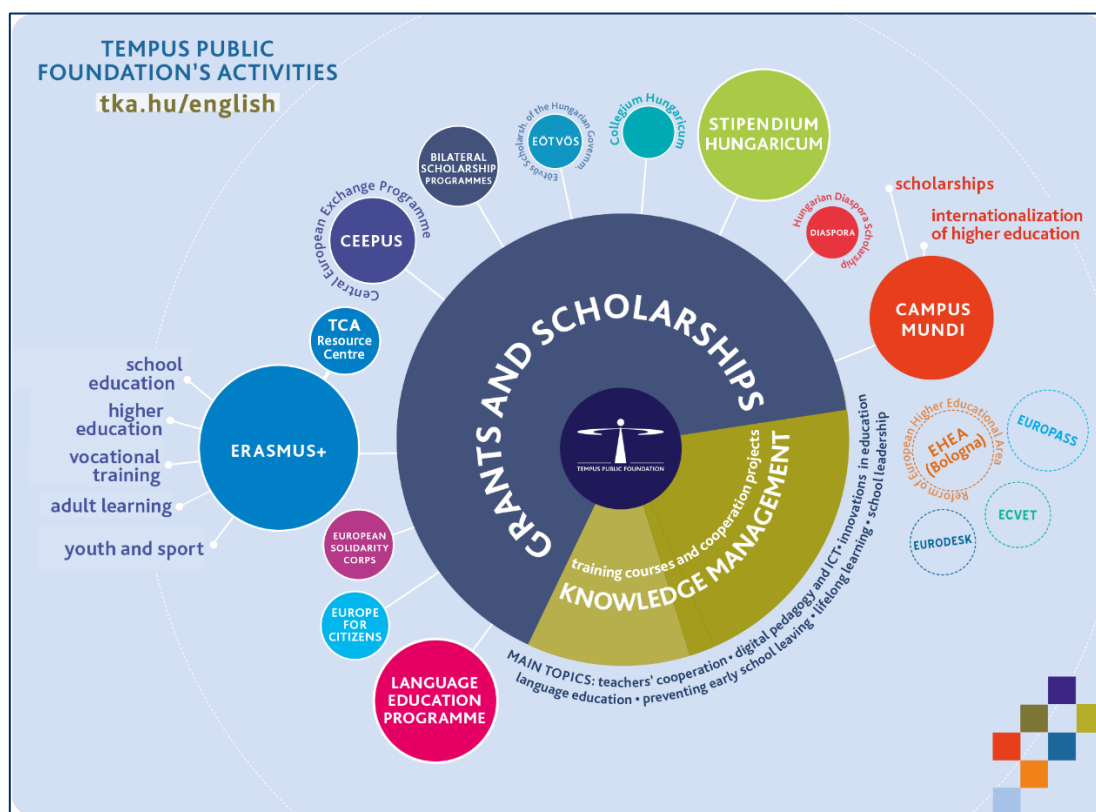 TEMPUS PUBLIC
FOUNDATION'S ACTIVITIES
tka.hu/english
BILATERAL
SCHOLARSHIP
PROGRAMMES
EÖTVÖS
Eötvös Scholarsh. of the Hungarian Governm.
Collegium Hungaricum
STIPENDIUM
HUNGARICUM
DIASPORA
Hungarian Diaspora Scholarship
scholarships
internationalization
of higher education
CAMPUS
MUNDI
CEEPUS
Central European Exchange Programme
TCA
Resource
Centre
school
education
higher
education
vocational
training
adult learning
youth and sport
ERASMUS+
EUROPEAN
SOLIDARITY
CORPS
EUROPE
FOR
CITIZENS
LANGUAGE
EDUCATION
PROGRAMME
GRANTS AND SCHOLARSHIPS
TEMPUS PUBLIC FOUNDATION
training courses and cooperation projects
KNOWLEDGE MANAGEMENT
MAIN TOPICS: teachers' cooperation • digital pedagogy and ICT• innovations in education
language education • preventing early school leaving • lifelong learning • school leadership
EHEA
(Bologna)
Reform of European Higher Educational Area
EUROPASS
ECVET
EURODESK